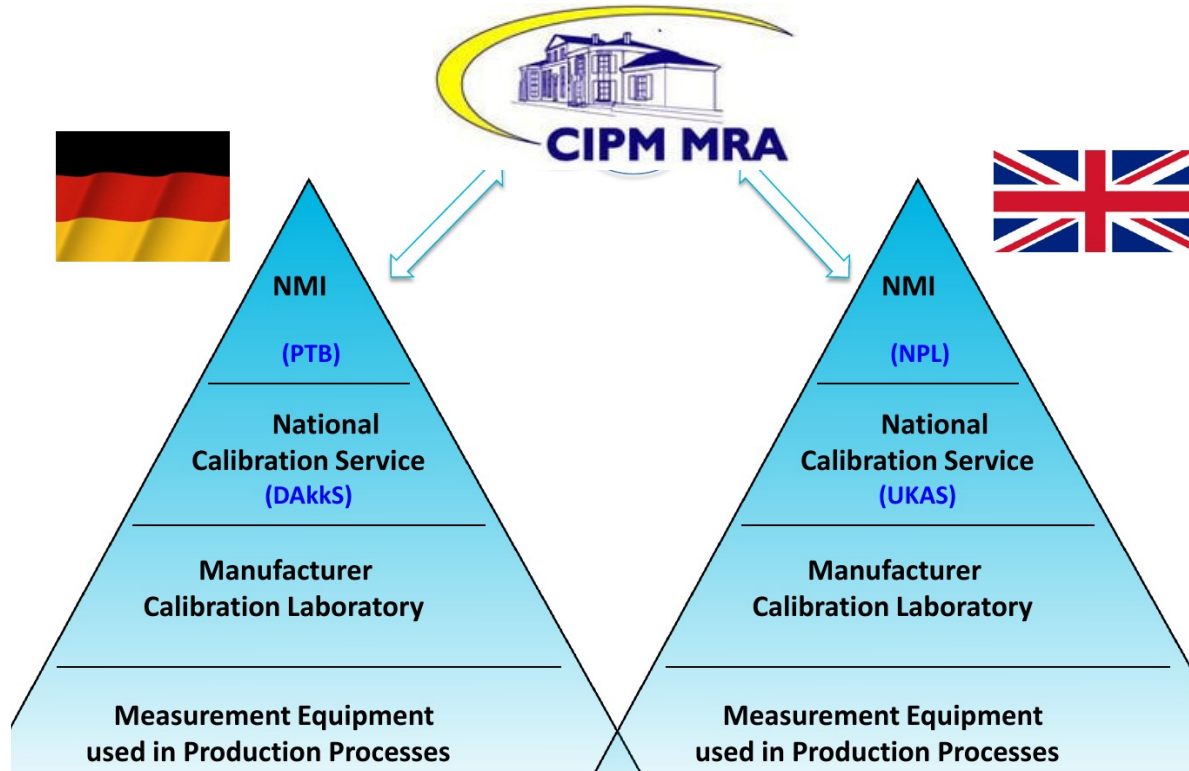 CIPM MRA
NMI
(PTB)
National
Calibration Service
(DAkkS)
Manufacturer
Calibration Laboratory
Measurement Equipment
used in Production Processes
NMI
(NPL)
National
Calibration Service
(UKAS)
Manufacturer
Calibration Laboratory
Measurement Equipment
used in Production Processes